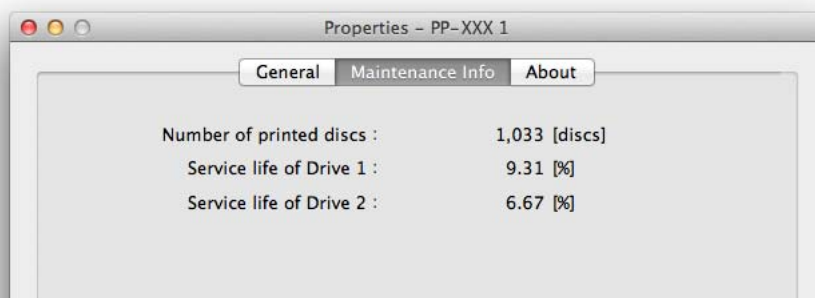 Properties – PP-XXX 1
General Maintenance Info About
Number of printed discs : 1,033 [discs]
Service life of Drive 1 : 9.31 [%]
Service life of Drive 2 : 6.67 [%]